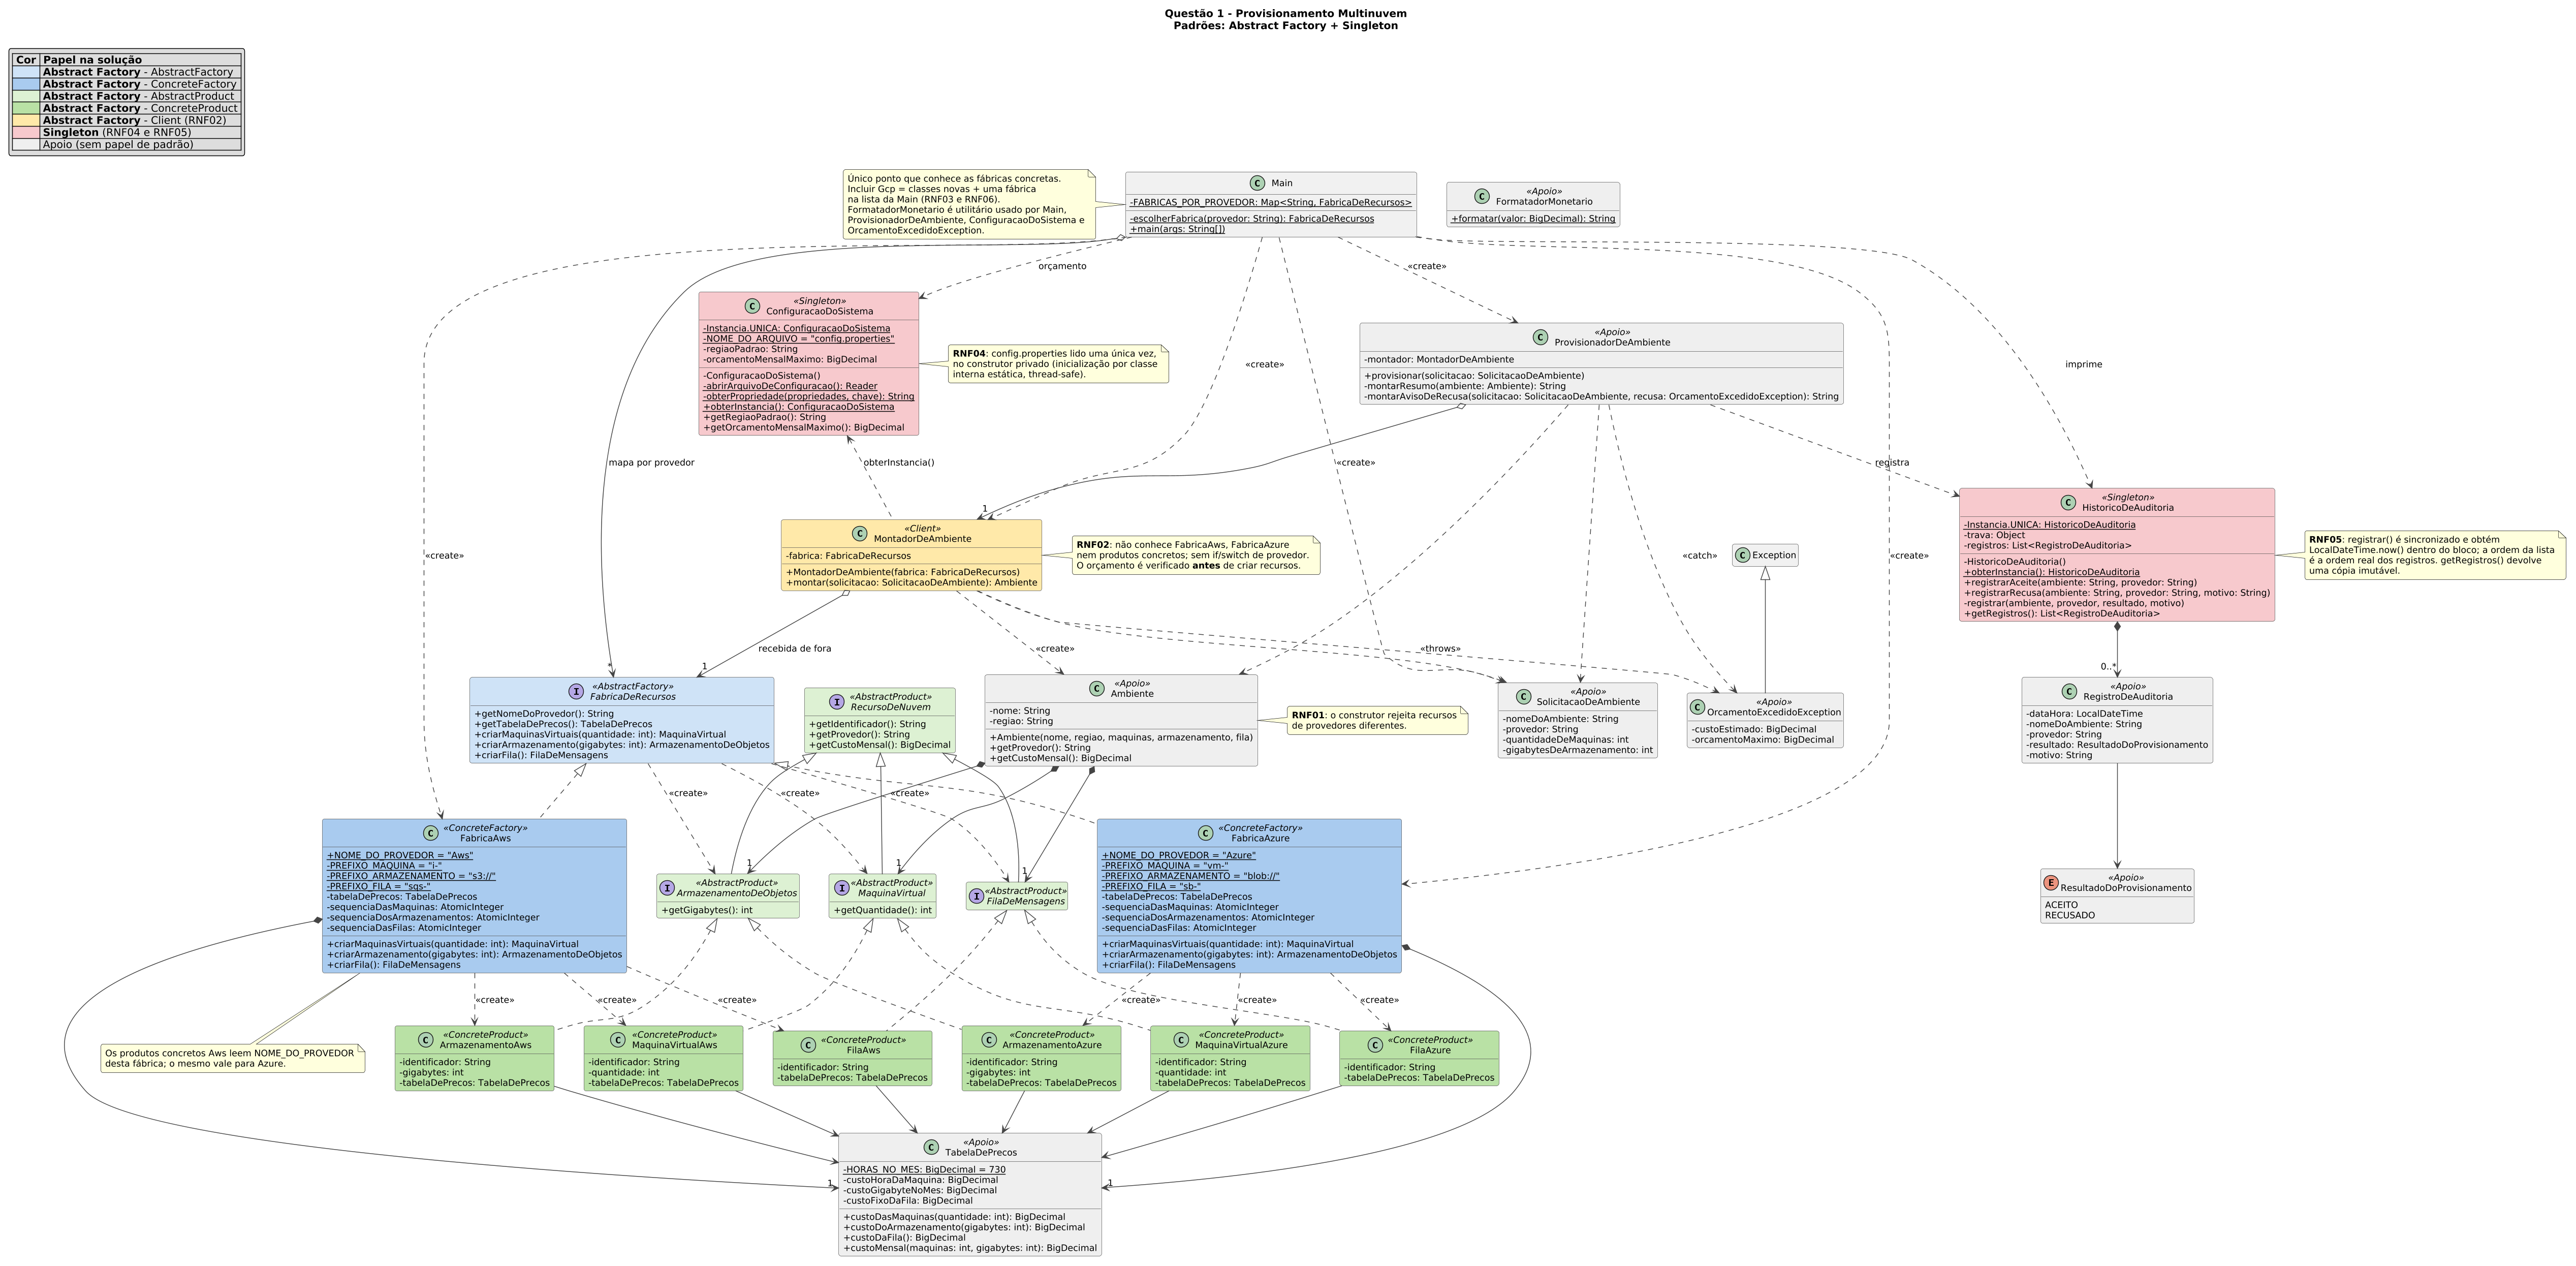 Questão 1 - Provisionamento Multinuvem
Padrões: Abstract Factory + Singleton
Cor Papel na solução
Abstract Factory - AbstractFactory
Abstract Factory - ConcreteFactory
Abstract Factory - AbstractProduct
Abstract Factory - ConcreteProduct
Abstract Factory - Client (RNF02)
Singleton (RNF04 e RNF05)
Apoio (sem papel de padrão)
Único ponto que conhece as fábricas concretas.
Incluir Gcp = classes novas + uma fábrica
na lista da Main (RNF03 e RNF06).
FormatadorMonetario é utilitário usado por Main,
ProvisionadorDeAmbiente, ConfiguracaoDoSistema e
OrcamentoExcedidoException.
C Main
-FABRICAS_POR_PROVEDOR: Map<String, FabricaDeRecursos>
-escolherFabrica(provedor: String): FabricaDeRecursos
+main(args: String[])
«Apoio»
C FormatadorMonetario
+formatar(valor: BigDecimal): String
orçamento
«create»
«Singleton»
C ConfiguracaoDoSistema
-Instancia.UNICA: ConfiguracaoDoSistema
-NOME_DO_ARQUIVO = "config.properties"
-regiaoPadrao: String
-orcamentoMensalMaximo: BigDecimal
-ConfiguracaoDoSistema()
-abrirArquivoDeConfiguracao(): Reader
-obterPropriedade(propriedades, chave): String
+obterInstancia(): ConfiguracaoDoSistema
+getRegiaoPadrao(): String
+getOrcamentoMensalMaximo(): BigDecimal
RNF04: config.properties lido uma única vez,
no construtor privado (inicialização por classe
interna estática, thread-safe).
«create»
«Apoio»
C ProvisionadorDeAmbiente
-montador: MontadorDeAmbiente
+provisionar(solicitacao: SolicitacaoDeAmbiente)
-montarResumo(ambiente: Ambiente): String
-montarAvisoDeRecusa(solicitacao: SolicitacaoDeAmbiente, recusa: OrcamentoExcedidoException): String
imprime
mapa por provedor
obterInstancia()
«create»
registra
1
«Client»
C MontadorDeAmbiente
-fabrica: FabricaDeRecursos
+MontadorDeAmbiente(fabrica: FabricaDeRecursos)
+montar(solicitacao: SolicitacaoDeAmbiente): Ambiente
RNF02: não conhece FabricaAws, FabricaAzure
nem produtos concretos; sem if/switch de provedor.
O orçamento é verificado antes de criar recursos.
«create»
«catch»
C Exception
«create»
«Singleton»
C HistoricoDeAuditoria
-Instancia.UNICA: HistoricoDeAuditoria
-trava: Object
-registros: List<RegistroDeAuditoria>
-HistoricoDeAuditoria()
+obterInstancia(): HistoricoDeAuditoria
+registrarAceite(ambiente: String, provedor: String)
+registrarRecusa(ambiente: String, provedor: String, motivo: String)
-registrar(ambiente, provedor, resultado, motivo)
+getRegistros(): List<RegistroDeAuditoria>
RNF05: registrar() é sincronizado e obtém
LocalDateTime.now() dentro do bloco; a ordem da lista
é a ordem real dos registros. getRegistros() devolve
uma cópia imutável.
recebida de fora
«create»
«throws»
*
1
0..*
«AbstractFactory»
I FabricaDeRecursos
+getNomeDoProvedor(): String
+getTabelaDePrecos(): TabelaDePrecos
+criarMaquinasVirtuais(quantidade: int): MaquinaVirtual
+criarArmazenamento(gigabytes: int): ArmazenamentoDeObjetos
+criarFila(): FilaDeMensagens
«AbstractProduct»
I RecursoDeNuvem
+getIdentificador(): String
+getProvedor(): String
+getCustoMensal(): BigDecimal
«Apoio»
C Ambiente
-nome: String
-regiao: String
+Ambiente(nome, regiao, maquinas, armazenamento, fila)
+getProvedor(): String
+getCustoMensal(): BigDecimal
RNF01: o construtor rejeita recursos
de provedores diferentes.
«Apoio»
C SolicitacaoDeAmbiente
-nomeDoAmbiente: String
-provedor: String
-quantidadeDeMaquinas: int
-gigabytesDeArmazenamento: int
«Apoio»
C OrcamentoExcedidoException
-custoEstimado: BigDecimal
-orcamentoMaximo: BigDecimal
«Apoio»
C RegistroDeAuditoria
-dataHora: LocalDateTime
-nomeDoAmbiente: String
-provedor: String
-resultado: ResultadoDoProvisionamento
-motivo: String
«create»
«create»
«create»
«ConcreteFactory»
C FabricaAws
+NOME_DO_PROVEDOR = "Aws"
-PREFIXO_MAQUINA = "i-"
-PREFIXO_ARMAZENAMENTO = "s3://"
-PREFIXO_FILA = "sqs-"
-tabelaDePrecos: TabelaDePrecos
-sequenciaDasMaquinas: AtomicInteger
-sequenciaDosArmazenamentos: AtomicInteger
-sequenciaDasFilas: AtomicInteger
+criarMaquinasVirtuais(quantidade: int): MaquinaVirtual
+criarArmazenamento(gigabytes: int): ArmazenamentoDeObjetos
+criarFila(): FilaDeMensagens
1
1
1
«AbstractProduct»
I ArmazenamentoDeObjetos
+getGigabytes(): int
«AbstractProduct»
I MaquinaVirtual
+getQuantidade(): int
«AbstractProduct»
I FilaDeMensagens
«ConcreteFactory»
C FabricaAzure
+NOME_DO_PROVEDOR = "Azure"
-PREFIXO_MAQUINA = "vm-"
-PREFIXO_ARMAZENAMENTO = "blob://"
-PREFIXO_FILA = "sb-"
-tabelaDePrecos: TabelaDePrecos
-sequenciaDasMaquinas: AtomicInteger
-sequenciaDosArmazenamentos: AtomicInteger
-sequenciaDasFilas: AtomicInteger
+criarMaquinasVirtuais(quantidade: int): MaquinaVirtual
+criarArmazenamento(gigabytes: int): ArmazenamentoDeObjetos
+criarFila(): FilaDeMensagens
«Apoio»
E ResultadoDoProvisionamento
ACEITO
RECUSADO
«create»
«create»
«create»
«create»
«create»
«create»
Os produtos concretos Aws leem NOME_DO_PROVEDOR
desta fábrica; o mesmo vale para Azure.
«ConcreteProduct»
C ArmazenamentoAws
-identificador: String
-gigabytes: int
-tabelaDePrecos: TabelaDePrecos
«ConcreteProduct»
C MaquinaVirtualAws
-identificador: String
-quantidade: int
-tabelaDePrecos: TabelaDePrecos
«ConcreteProduct»
C FilaAws
-identificador: String
-tabelaDePrecos: TabelaDePrecos
«ConcreteProduct»
C ArmazenamentoAzure
-identificador: String
-gigabytes: int
-tabelaDePrecos: TabelaDePrecos
«ConcreteProduct»
C MaquinaVirtualAzure
-identificador: String
-quantidade: int
-tabelaDePrecos: TabelaDePrecos
«ConcreteProduct»
C FilaAzure
-identificador: String
-tabelaDePrecos: TabelaDePrecos
1
1
«Apoio»
C TabelaDePrecos
-HORAS_NO_MES: BigDecimal = 730
-custoHoraDaMaquina: BigDecimal
-custoGigabyteNoMes: BigDecimal
-custoFixoDaFila: BigDecimal
+custoDasMaquinas(quantidade: int): BigDecimal
+custoDoArmazenamento(gigabytes: int): BigDecimal
+custoDaFila(): BigDecimal
+custoMensal(maquinas: int, gigabytes: int): BigDecimal